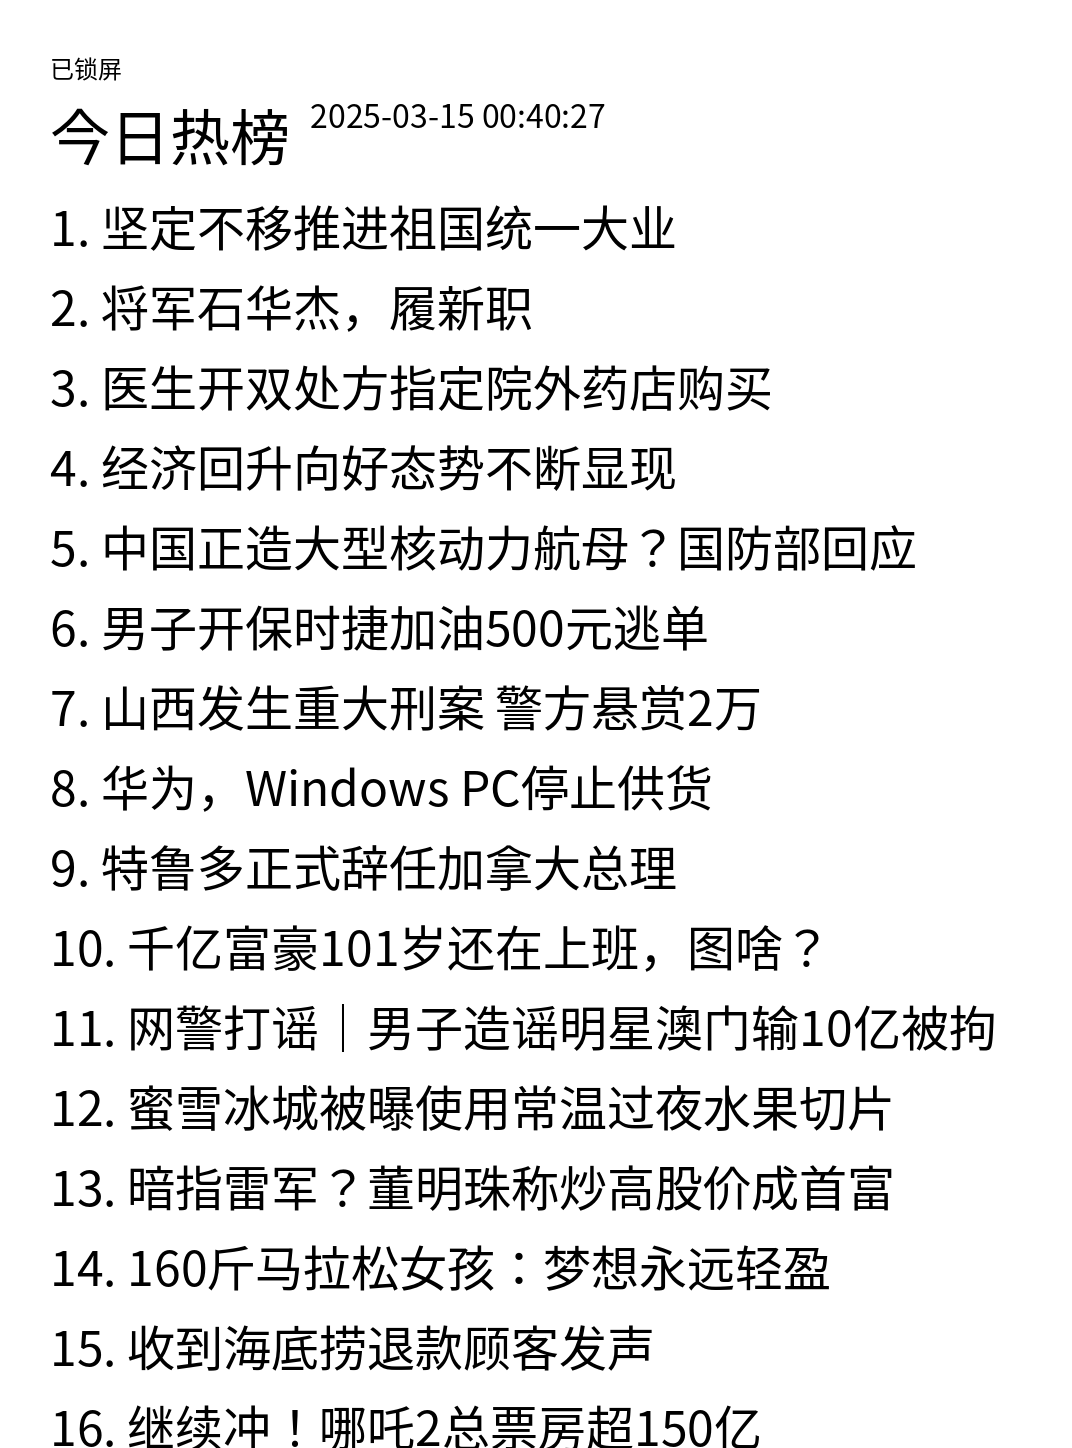 已锁屏
今日热榜 2025-03-15 00:40:27
1. 坚定不移推进祖国统一大业
2. 将军石华杰，履新职
3. 医生开双处方指定院外药店购买
4. 经济回升向好态势不断显现
5. 中国正造大型核动力航母？国防部回应
6. 男子开保时捷加油500元逃单
7. 山西发生重大刑案 警方悬赏2万
8. 华为，Windows PC停止供货
9. 特鲁多正式辞任加拿大总理
10. 千亿富豪101岁还在上班，图啥？
11. 网警打谣｜男子造谣明星澳门输10亿被拘
12. 蜜雪冰城被曝使用常温过夜水果切片
13. 暗指雷军？董明珠称炒高股价成首富
14. 160斤马拉松女孩：梦想永远轻盈
15. 收到海底捞退款顾客发声
16. 继续冲！哪吒2总票房超150亿